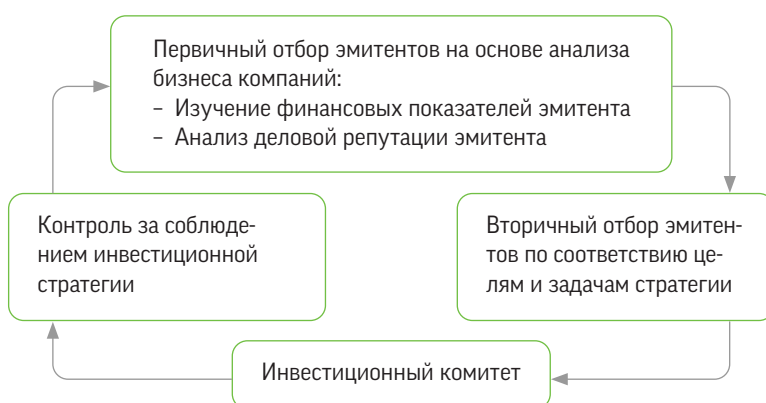 Первичный отбор эмитентов на основе анализа
бизнеса компаний:
– Изучение финансовых показателей эмитента
– Анализ деловой репутации эмитента
Контроль за соблюде-
нием инвестиционной
стратегии
Вторичный отбор эмитен-
тов по соответствию це-
лям и задачам стратегии
Инвестиционный комитет